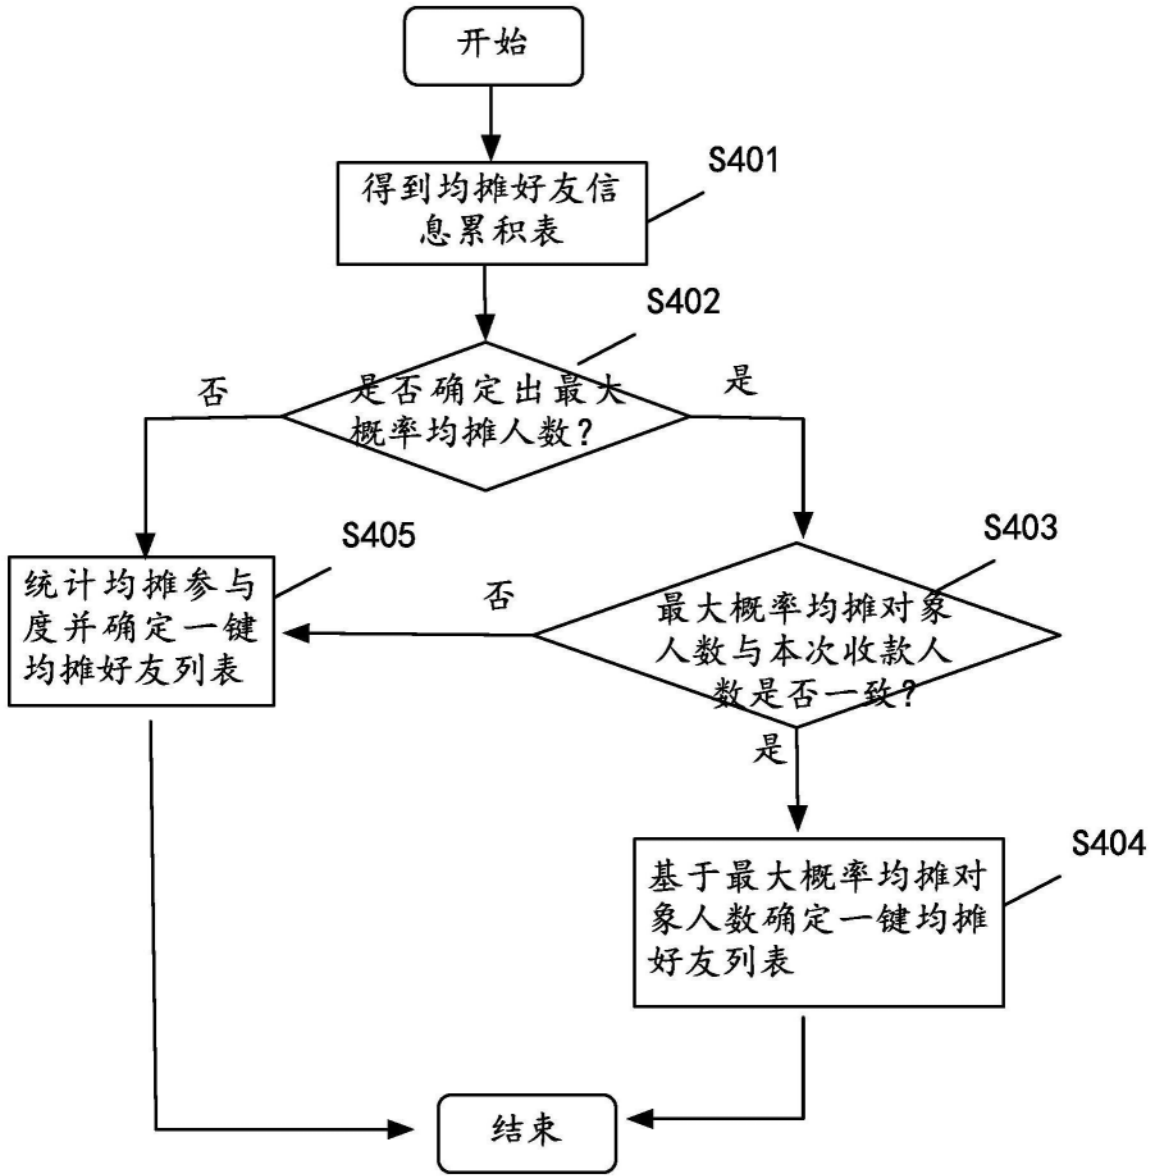 开始
S401
得到均摊好友信
息累积表
S402
否
是
是否确定出最大
概率均摊人数?
S405
S403
统计均摊参与
度并确定一键
均摊好友列表
否
最大概率均摊对象
人数与本次收款人
数是否一致?
是
S404
基于最大概率均摊对
象人数确定一键均摊
好友列表
结束